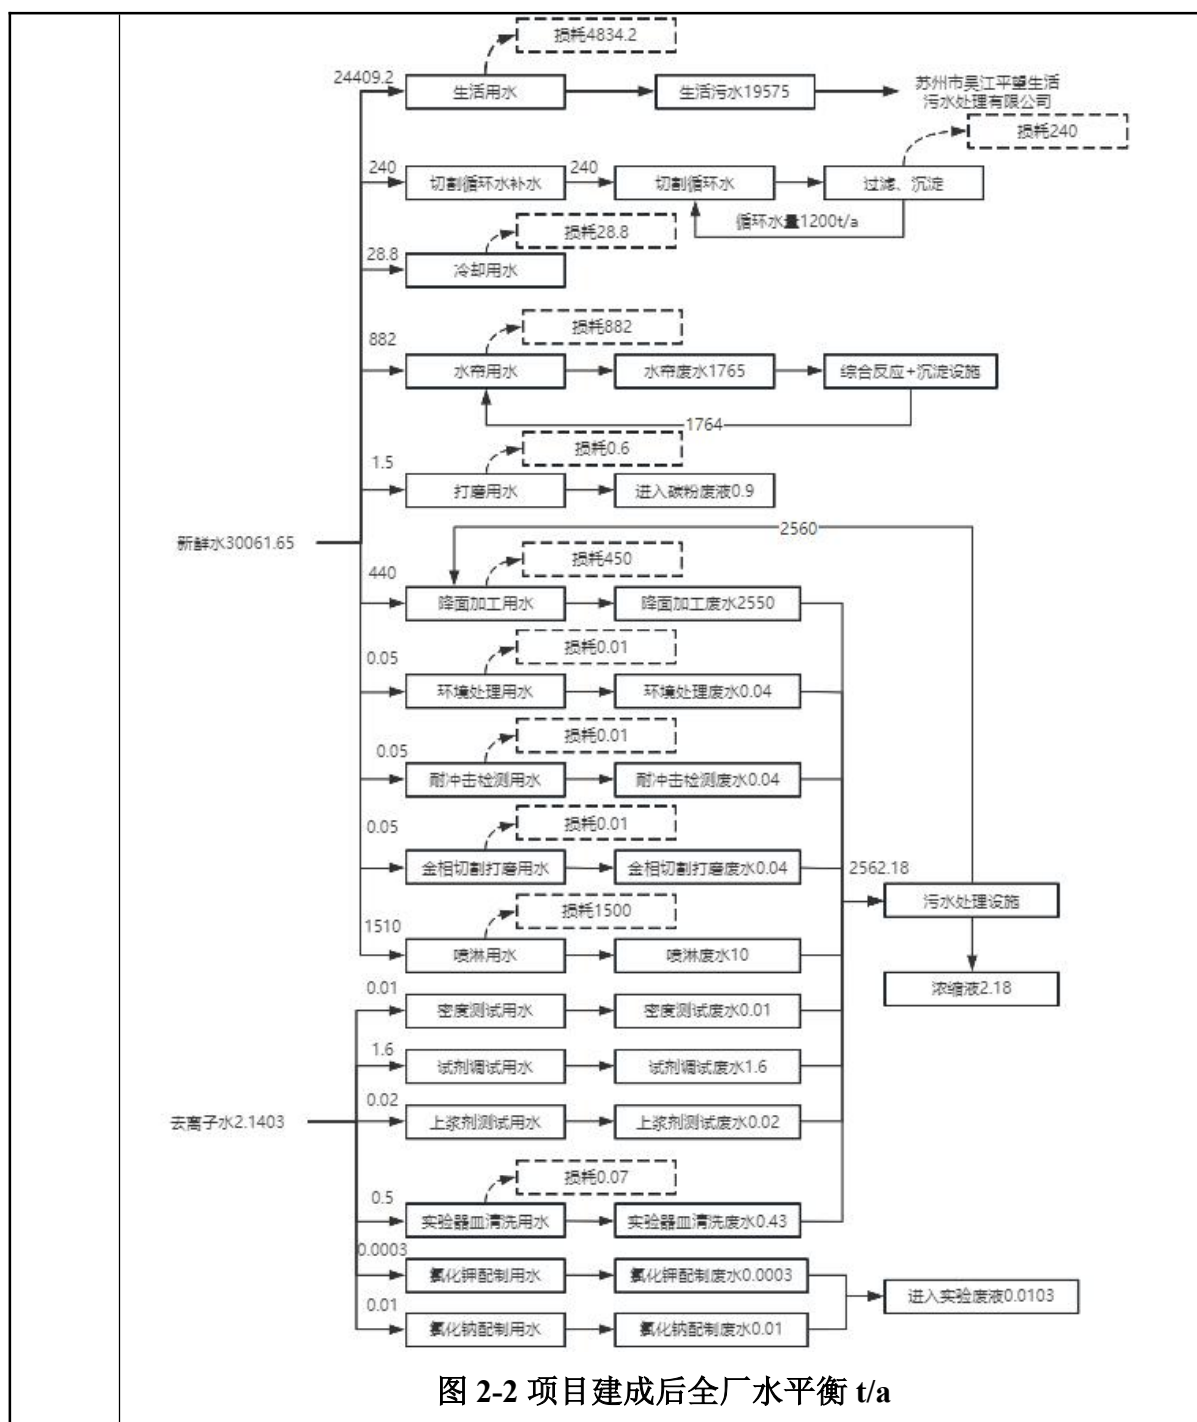 损耗4834.2
24409.2
生活用水
生活污水19575
苏州市吴江平望生活
污水处理有限公司
损耗240
240
切割循环水补水
240
切割循环水
过滤、沉淀
循环水量1200t/a
损耗28.8
28.8
冷却用水
损耗882
882
水帘用水
水帘废水1765
综合反应+沉淀设施
1764
损耗0.6
1.5
打磨用水
进入碳粉废液0.9
新鲜水30061.65
2560
损耗450
440
降面加工用水
降面加工废水2550
损耗0.01
0.05
环境处理用水
环境处理废水0.04
损耗0.01
0.05
耐冲击检测用水
耐冲击检测废水0.04
损耗0.01
0.05
金相切割打磨用水
金相切割打磨废水0.04
2562.18
污水处理设施
损耗1500
1510
喷淋用水
喷淋废水10
浓缩液2.18
0.01
密度测试用水
密度测试废水0.01
1.6
试剂调试用水
试剂调试废水1.6
去离子水2.1403
0.02
上浆剂测试用水
上浆剂测试废水0.02
损耗0.07
0.5
实验器皿清洗用水
实验器皿清洗废水0.43
0.0003
氯化钾配制用水
氯化钾配制废水0.0003
进入实验废液0.0103
0.01
氯化钠配制用水
氯化钠配制废水0.01
图 2-2 项目建成后全厂水平衡 t/a